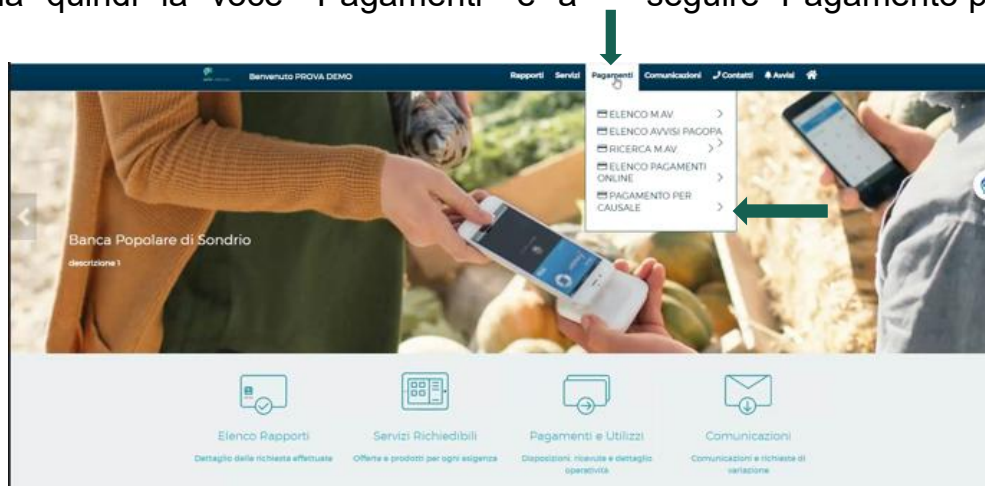 quindi la voce "Pagamenti" e a seguire Pagamento p
Benvenuto PROVA DEMO
Rapporti Servizi Pagamenti Comunicazioni Contatti Avvisi
ELENCO M.AV
ELENCO AVVISI PAGOPA
RICERCA M.AV
ELENCO PAGAMENTI
ONLINE
PAGAMENTO PER
CAUSALE
Banca Popolare di Sondrio
descrizione 1
Elenco Rapporti
Dettaglio delle richieste effettuate
Servizi Richiedibili
Offerte e prodotti per ogni esigenza
Pagamenti e Utilizzi
Disposizioni, ricevute e dettaglio
operatività
Comunicazioni
Comunicazioni e richieste di
variazione